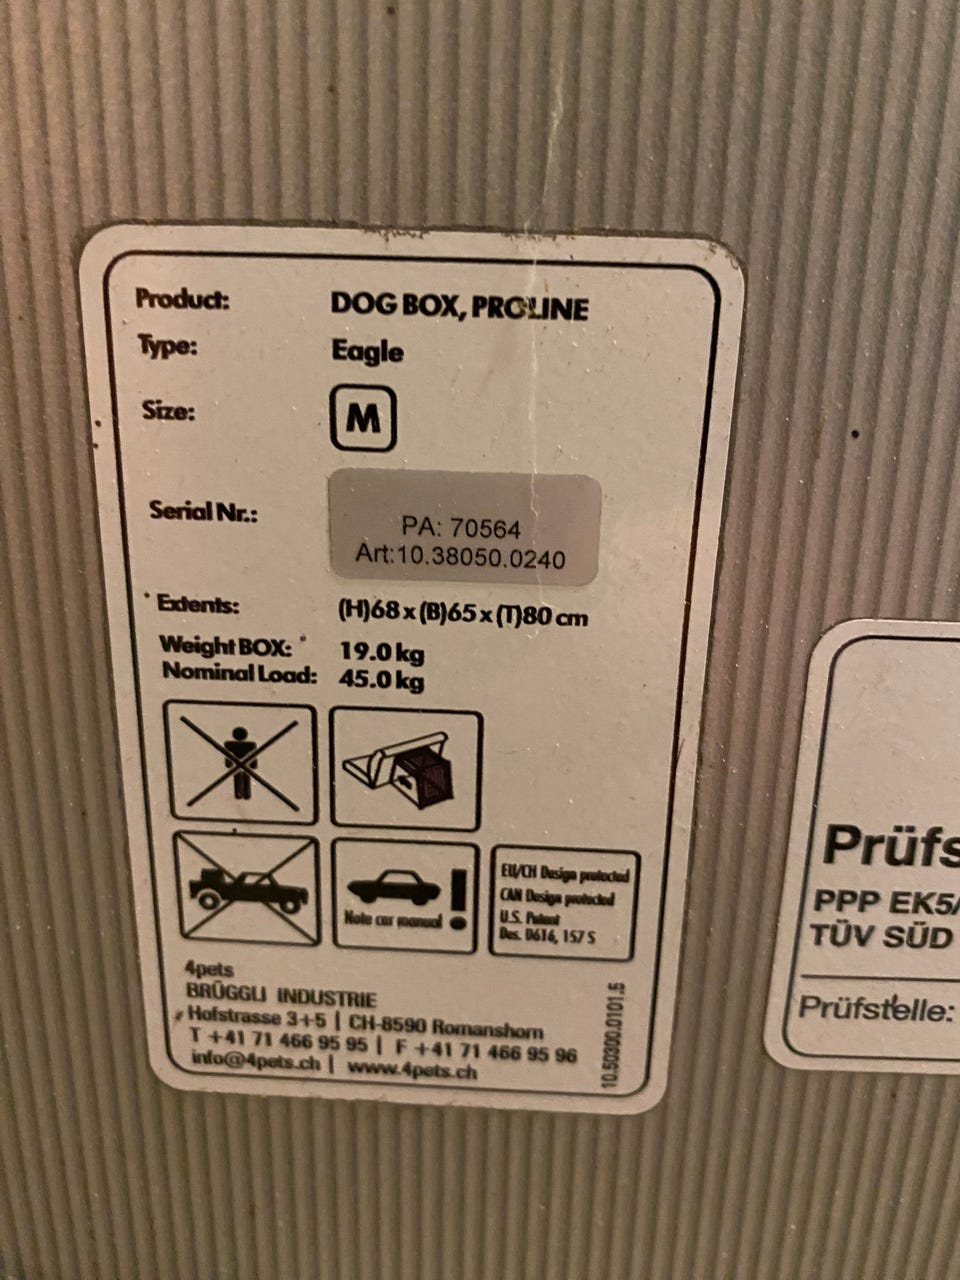 Product: DOG BOX, PROLINE
Type: Eagle
Size: M
Serial Nr.: PA: 70564
Art:10.38050.0240
Extents: (H)68 x (B)65 x (T)80 cm
Weight BOX: 19.0 kg
Nominal Load: 45.0 kg
Note car manual
EU/CH Design protected
CAN Design protected
U.S. Patent
Des. D616, 157 S
4pets
BRÜGGLI INDUSTRIE
Hofstrasse 3+5 | CH-8590 Romanshorn
T +41 71 466 95 95 | F +41 71 466 95 96
info@4pets.ch | www.4pets.ch
10.50300.0101.5
Prüfs
PPP EK5/
TÜV SÜD
Prüfstelle: